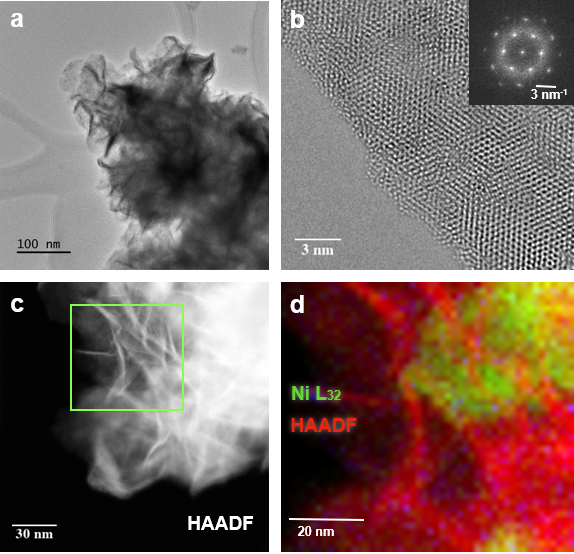 a
100 nm
b
3 nm-1
3 nm
c
30 nm
HAADF
d
Ni L32
HAADF
20 nm